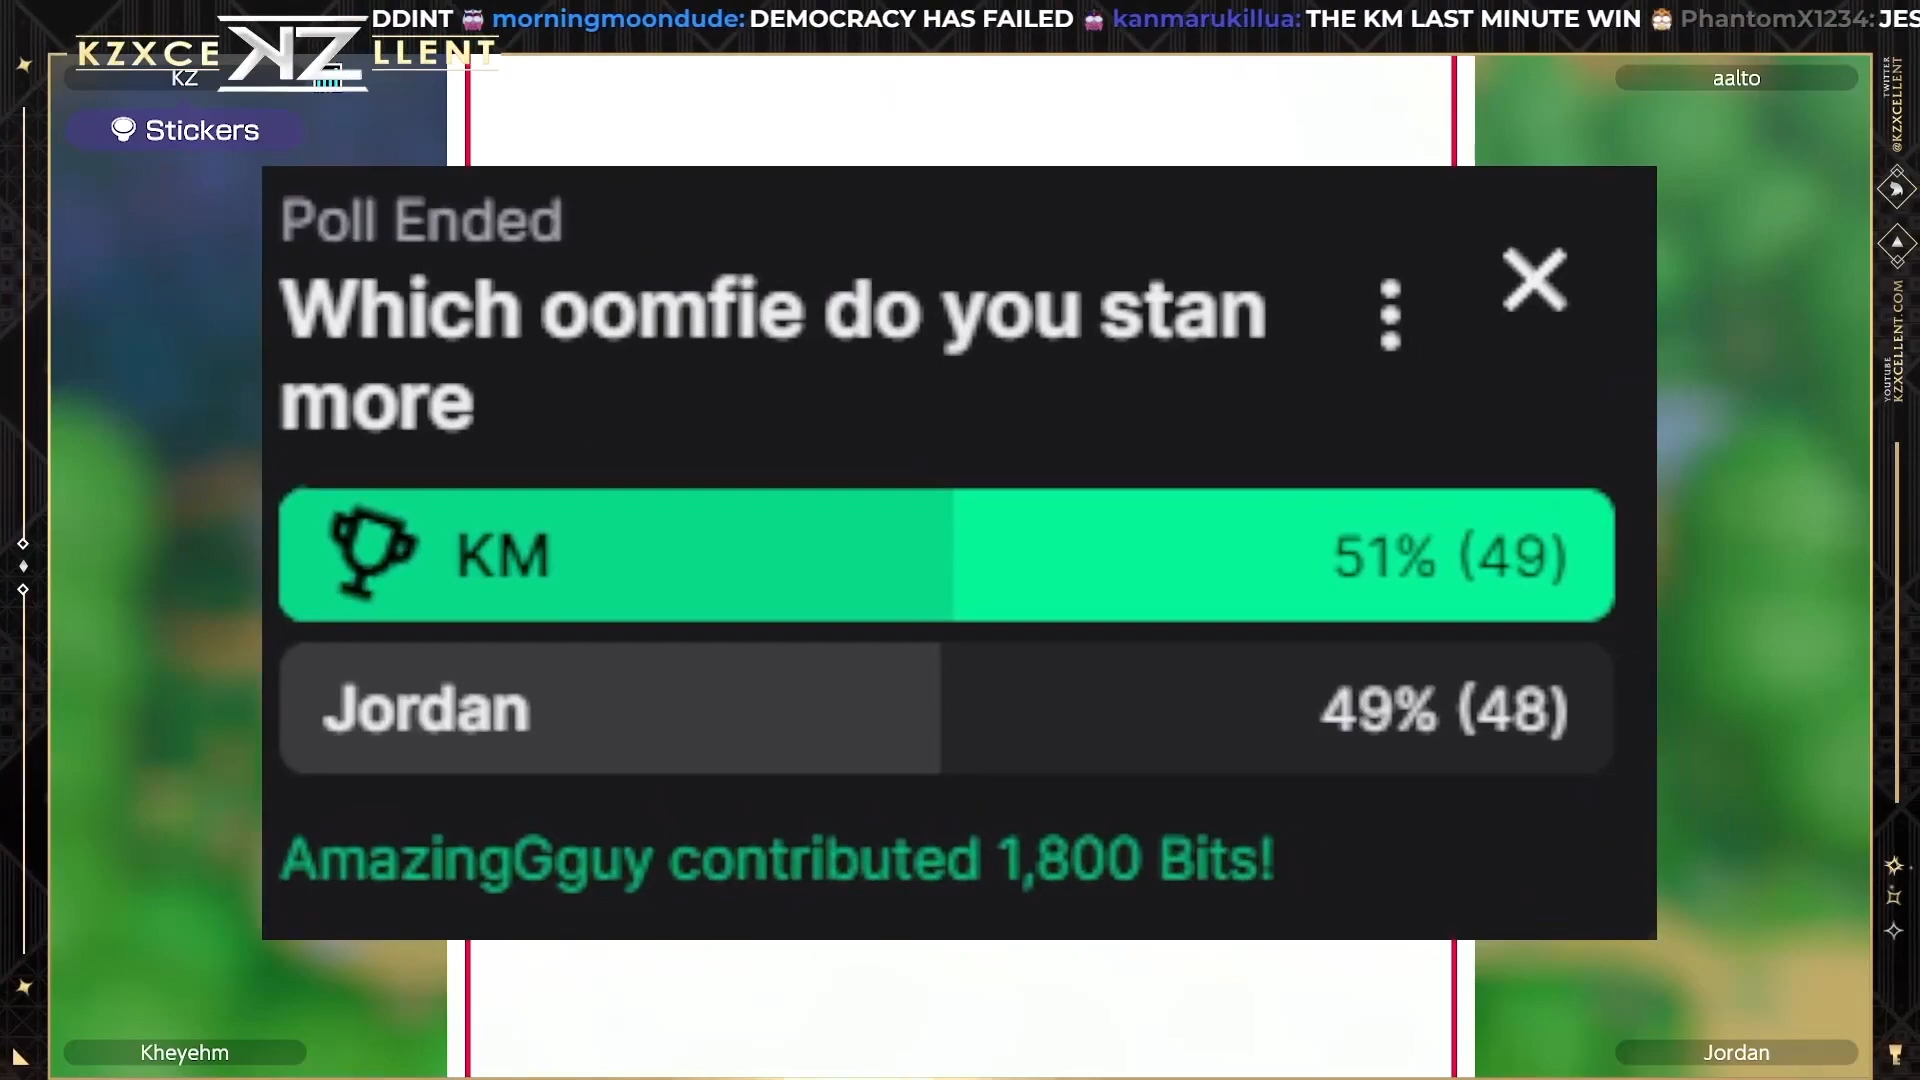 DDINT morningmoondude: DEMOCRACY HAS FAILED kanmarukillua: THE KM LAST MINUTE WIN PhantomX1234: JES
KZXCE KZ LLENT
KZ
aalto
Stickers
Poll Ended
Which oomfie do you stan
more
KM 51% (49)
Jordan 49% (48)
AmazingGguy contributed 1,800 Bits!
Kheyehm
Jordan
TWITTER
@KZXCELLENT
YOUTUBE
KZXCELLENT.COM